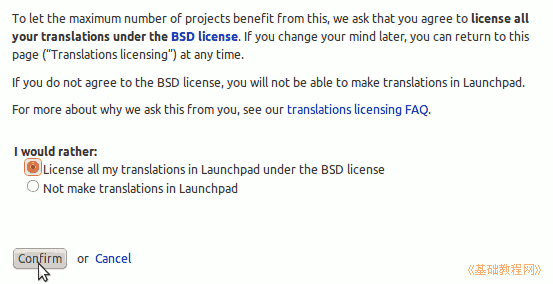 To let the maximum number of projects benefit from this, we ask that you agree to license all
your translations under the BSD license. If you change your mind later, you can return to this
page ("Translations licensing") at any time.
If you do not agree to the BSD license, you will not be able to make translations in Launchpad.
For more about why we ask this from you, see our translations licensing FAQ.
I would rather:
License all my translations in Launchpad under the BSD license
Not make translations in Launchpad
Confirm or Cancel
《基础教程网》